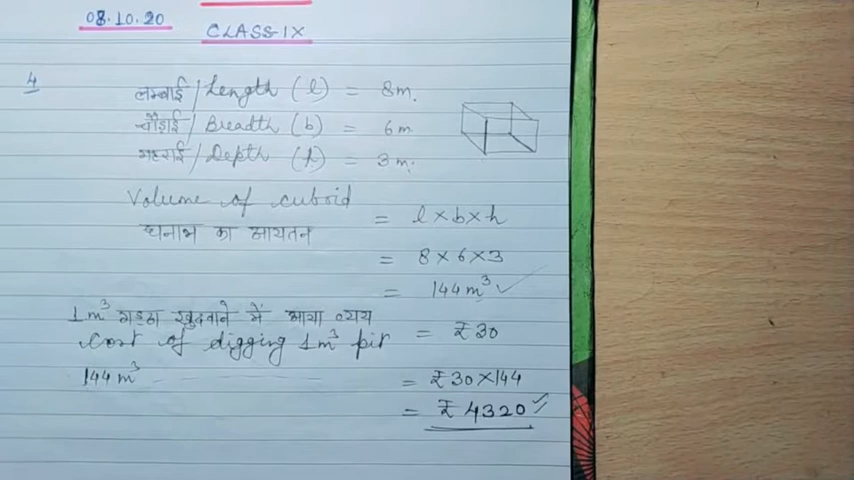 08.10.20
CLASS-IX
4
लम्बाई / Length (l) = 8m.
चौड़ाई / Breadth (b) = 6m
गहराई / Depth (h) = 3m.
Volume of cuboid
घनाभ का आयतन = l × b × h
= 8 × 6 × 3
= 144 m³ ✓
1m³ गड्ढा खुदवाने में आया व्यय
Cost of digging 1m³ pit = ₹30
144 m³ = ₹30 × 144
= ₹ 4320 ✓